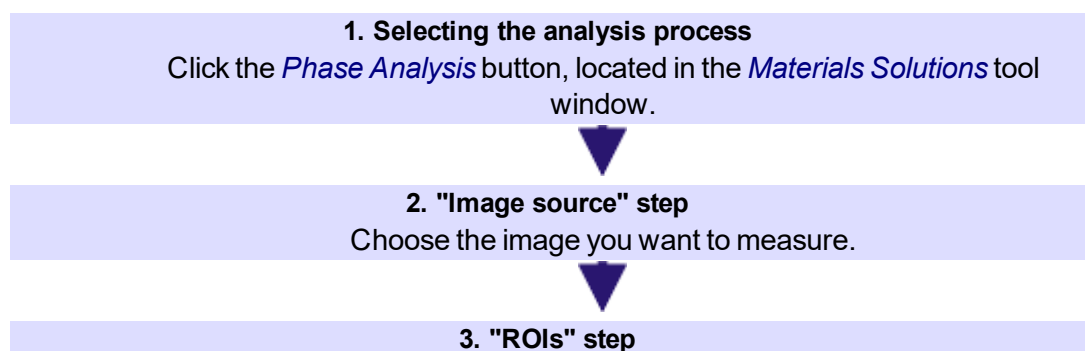 1. Selecting the analysis process
Click the Phase Analysis button, located in the Materials Solutions tool
window.
2. "Image source" step
Choose the image you want to measure.
3. "ROIs" step